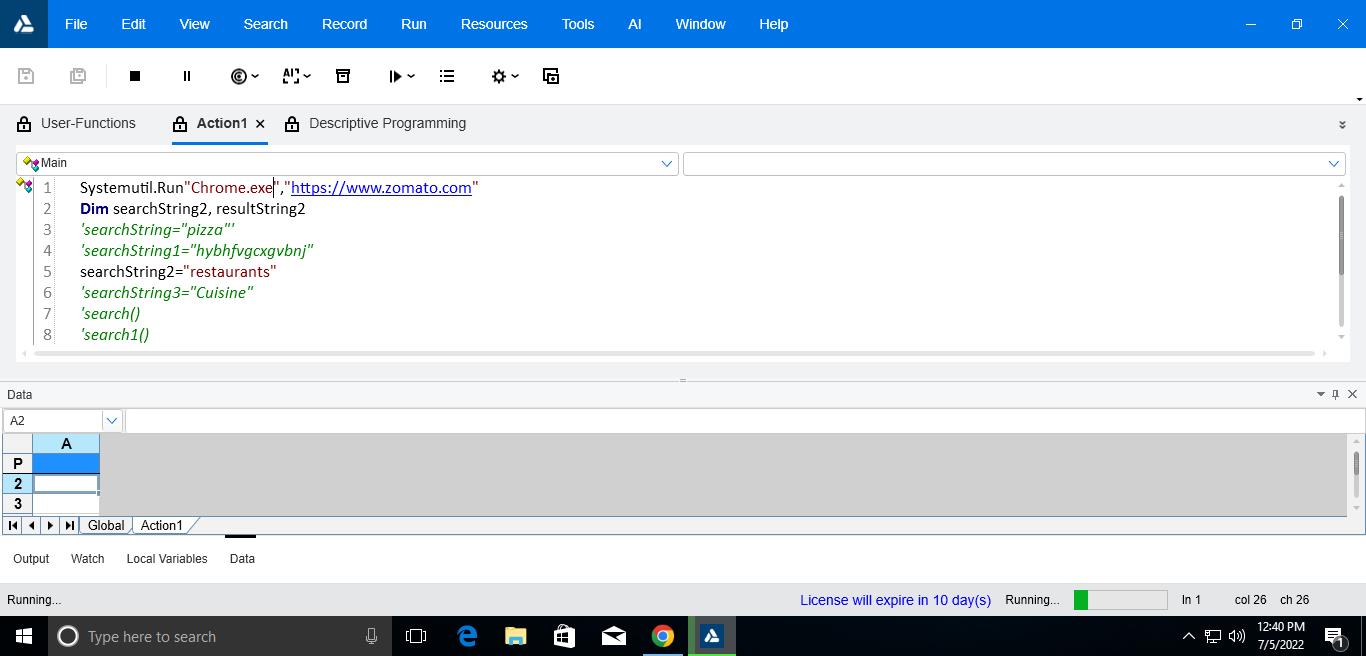 File Edit View Search Record Run Resources Tools AI Window Help
User-Functions Action1 Descriptive Programming
Main
1 Systemutil.Run"Chrome.exe","https://www.zomato.com"
2 Dim searchString2, resultString2
3 'searchString="pizza"'
4 'searchString1="hybhfvgcxgvbnj"
5 searchString2="restaurants"
6 'searchString3="Cuisine"
7 'search()
8 'search1()
Data
A2
A
P
2
3
Global Action1
Output Watch Local Variables Data
Running... License will expire in 10 day(s) Running... ln 1 col 26 ch 26
Type here to search 12:40 PM
7/5/2022 1